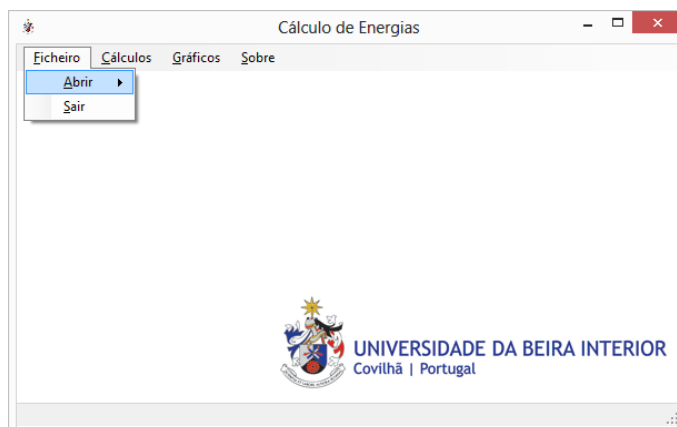 Cálculo de Energias
Ficheiro Cálculos Gráficos Sobre
Abrir
Sair
UNIVERSIDADE DA BEIRA INTERIOR
Covilhã | Portugal